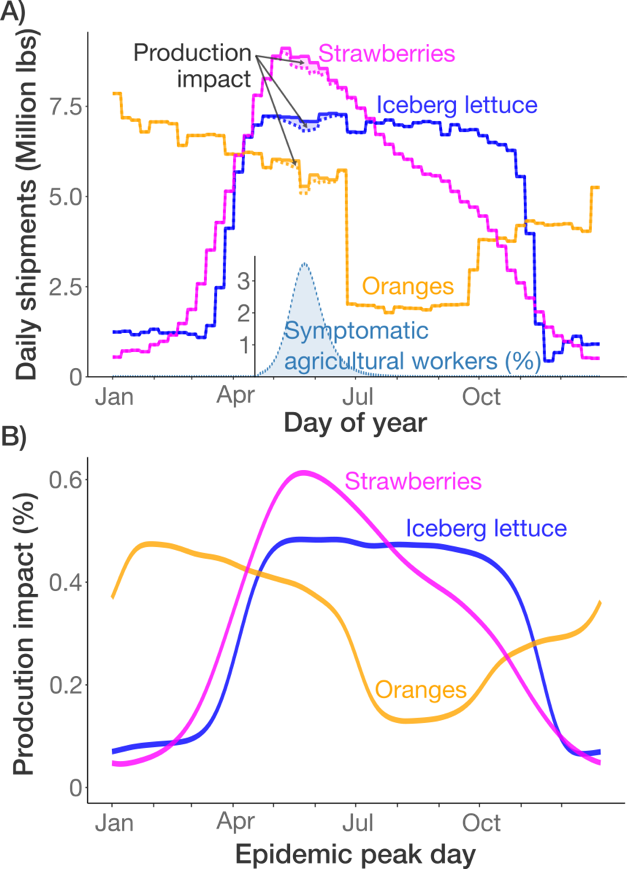 A)
Daily shipments (Million lbs)
7.5
5.0
2.5
0
Production
impact
Strawberries
Iceberg lettuce
Oranges
3
2
1
Symptomatic
agricultural workers (%)
Jan
Apr
Jul
Oct
Day of year
B)
Prodcution impact (%)
0.6
0.4
0.2
0
Strawberries
Iceberg lettuce
Oranges
Jan
Apr
Jul
Oct
Epidemic peak day